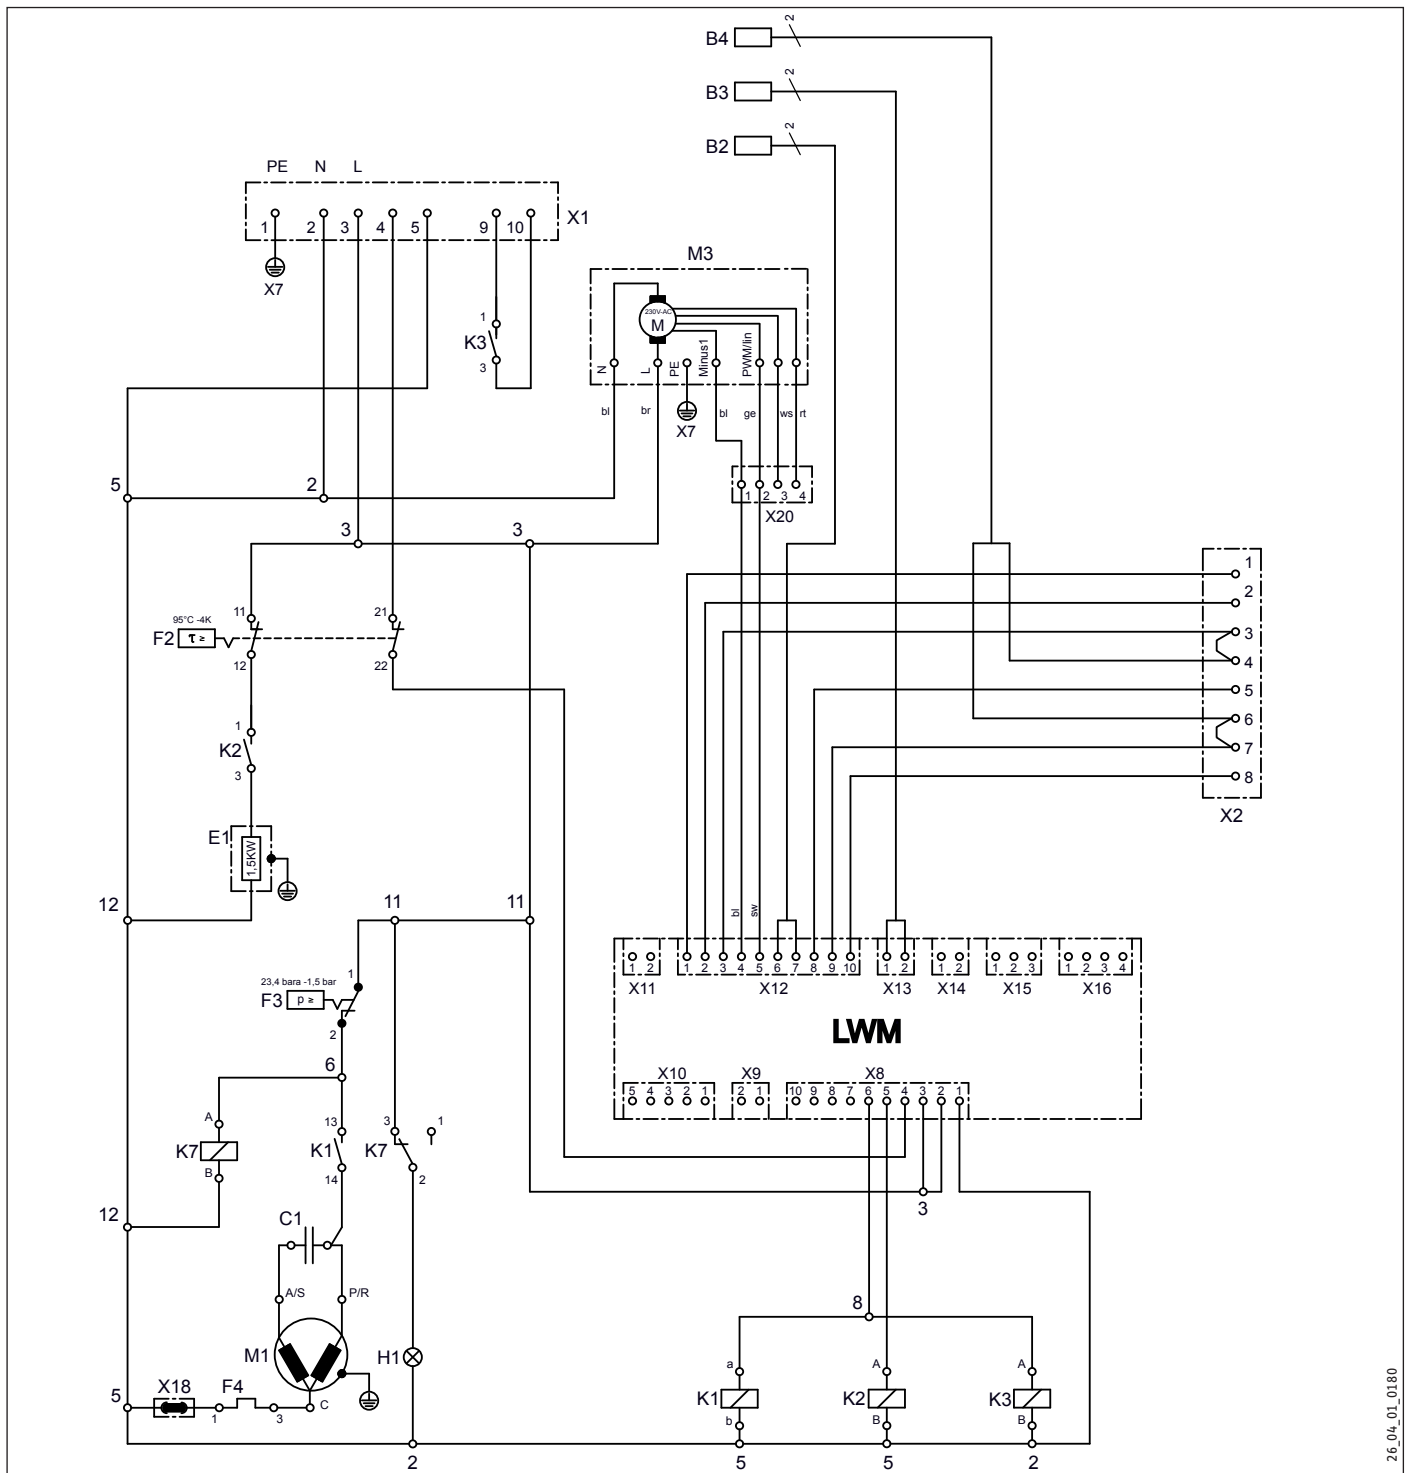 B4 2
B3 2
B2 2
PE N L
1 2 3 4 5 9 10 X1
X7
1
K3
3
M3
230V-AC
M
N L PE Minus1 PWM/lin
bl br bl ge ws rt
X7
1 2 3 4
X20
5 2
3 3
95°C -4K
F2 τ ≥
11 21
12 22
1
K2
3
E1 1,5KW
12 11 11
1
2
3
4
5
6
7
8
X2
bl sw
1 2 1 2 3 4 5 6 7 8 9 10 1 2 1 2 1 2 3 1 2 3 4
X11 X12 X13 X14 X15 X16
LWM
X10 X9 X8
5 4 3 2 1 2 1 10 9 8 7 6 5 4 3 2 1
23,4 bara -1,5 bar
F3 p ≥
1
2
6
A
K7
B
13
K1
14
3 1
K7
2
12
3
C1
A/S P/R
M1
H1
8
5 X18 F4
1 3 C
a A A
K1 K2 K3
b B B
2 5 5 2
26_04_01_0180